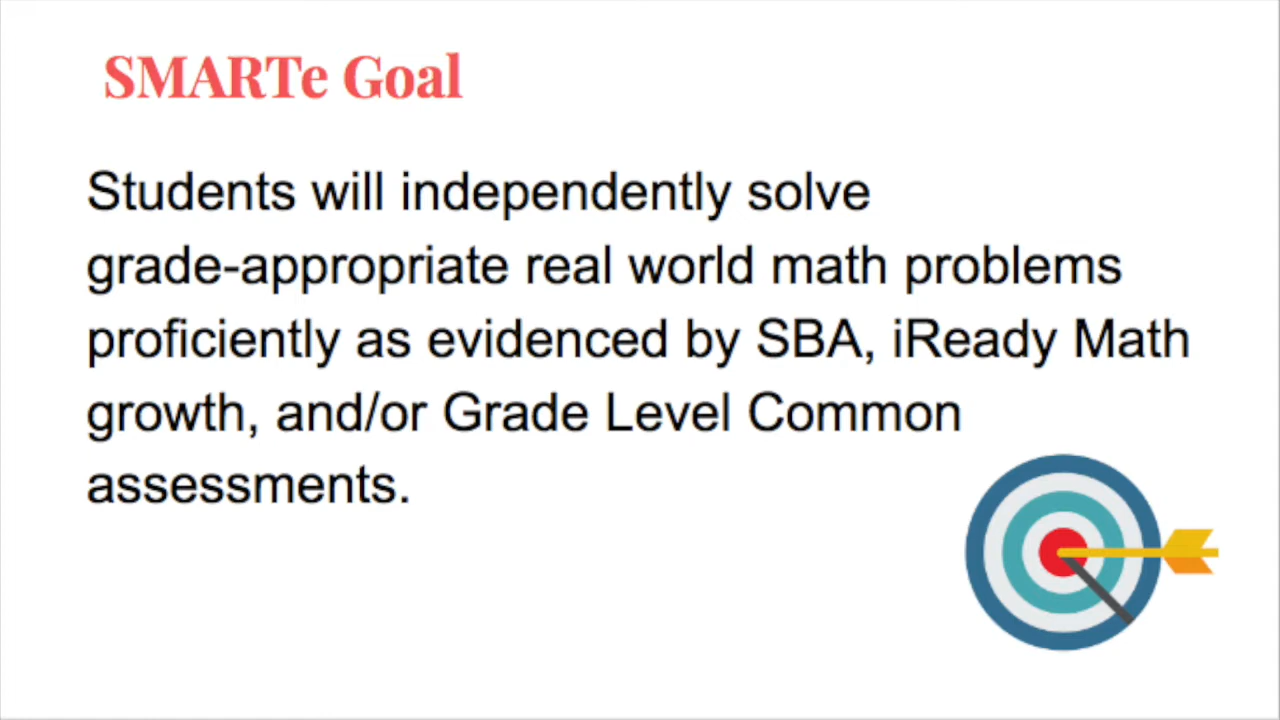 SMARTe Goal
Students will independently solve
grade-appropriate real world math problems
proficiently as evidenced by SBA, iReady Math
growth, and/or Grade Level Common
assessments.